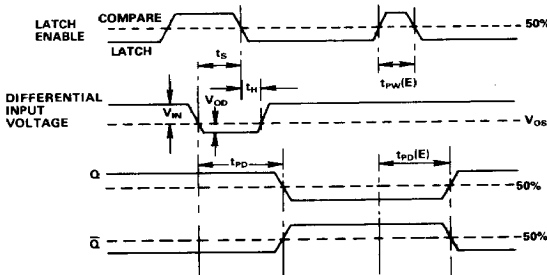 LATCH ENABLE
COMPARE
LATCH
50%
tS
tH
tPW(E)
DIFFERENTIAL INPUT VOLTAGE
VIN
VOD
VOS
tPD
tPD(E)
Q
50%
Q̅
50%